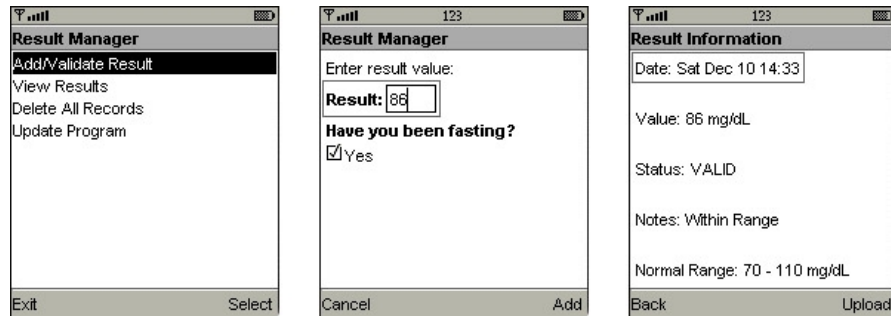 Result Manager
Add/Validate Result
View Results
Delete All Records
Update Program
Exit Select
123
Result Manager
Enter result value:
Result: 86
Have you been fasting?
Yes
Cancel Add
123
Result Information
Date: Sat Dec 10 14:33
Value: 86 mg/dL
Status: VALID
Notes: Within Range
Normal Range: 70 - 110 mg/dL
Back Upload